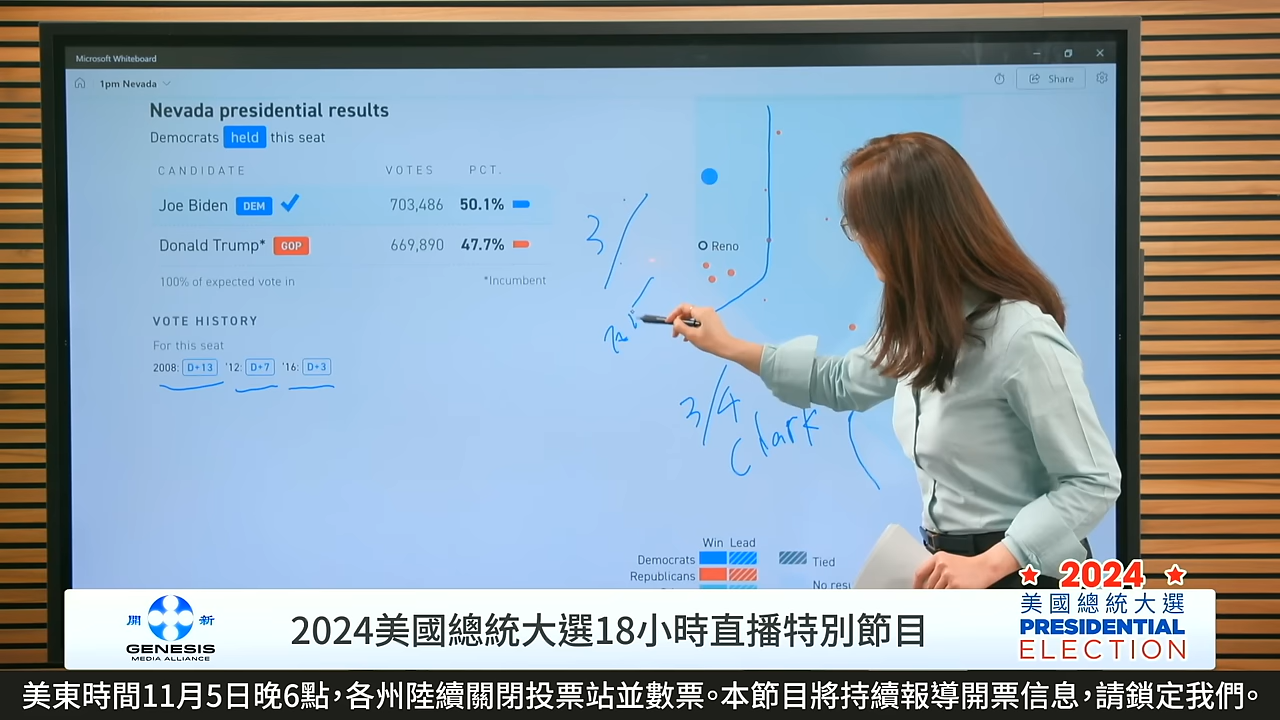 Microsoft Whiteboard
1pm Nevada
Share
Nevada presidential results
Democrats held this seat
CANDIDATE VOTES PCT.
Joe Biden DEM 703,486 50.1%
Donald Trump* GOP 669,890 47.7%
100% of expected vote in *Incumbent
VOTE HISTORY
For this seat
2008: D+13 '12: D+7 '16: D+3
Reno
3/
3/4
Clark
Win Lead
Democrats
Tied
Republicans
No resu
開新
GENESIS
MEDIA ALLIANCE
2024美國總統大選18小時直播特別節目
2024
美國總統大選
PRESIDENTIAL
ELECTION
美東時間11月5日晚6點,各州陸續關閉投票站並數票。本節目將持續報導開票信息,請鎖定我們。